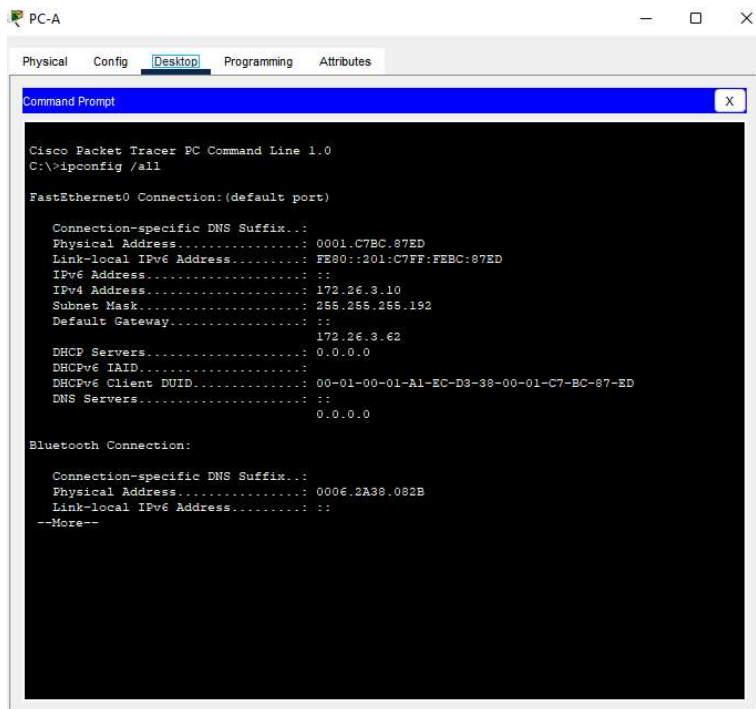 PC-A
Physical Config Desktop Programming Attributes
Command Prompt X
Cisco Packet Tracer PC Command Line 1.0
C:\>ipconfig /all
FastEthernet0 Connection:(default port)
Connection-specific DNS Suffix..:
Physical Address................: 0001.C7BC.87ED
Link-local IPv6 Address.........: FE80::201:C7FF:FEBC:87ED
IPv6 Address....................: ::
IPv4 Address....................: 172.26.3.10
Subnet Mask.....................: 255.255.255.192
Default Gateway.................: ::
172.26.3.62
DHCP Servers....................: 0.0.0.0
DHCPv6 IAID.....................:
DHCPv6 Client DUID..............: 00-01-00-01-A1-EC-D3-38-00-01-C7-BC-87-ED
DNS Servers.....................: ::
0.0.0.0
Bluetooth Connection:
Connection-specific DNS Suffix..:
Physical Address................: 0006.2A38.082B
Link-local IPv6 Address.........: ::
--More--